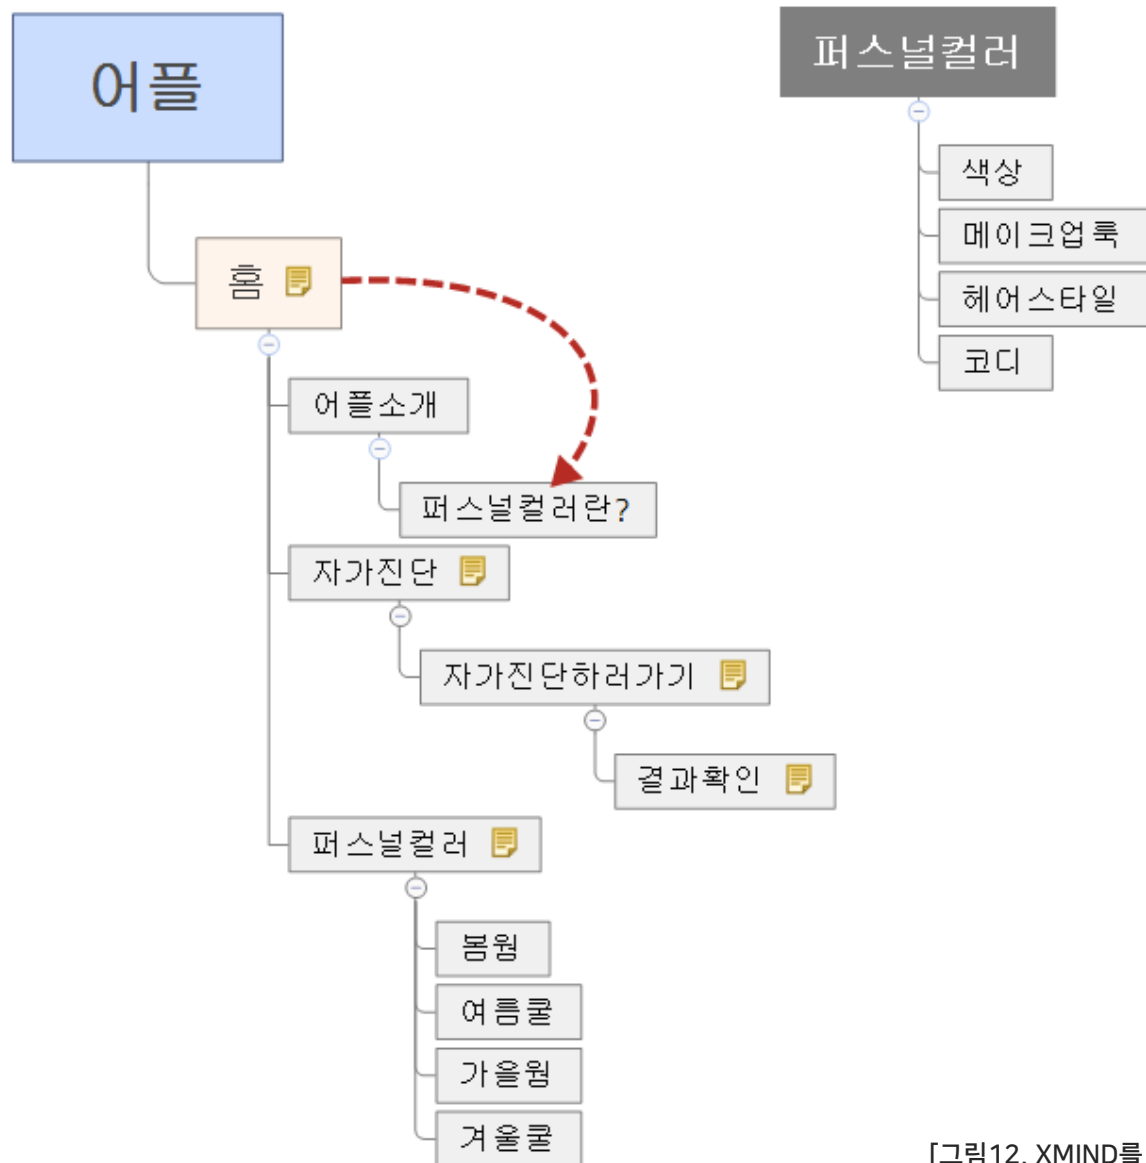 어플
홈
어플소개
퍼스널컬러란?
자가진단
자가진단하러가기
결과확인
퍼스널컬러
봄웜
여름쿨
가을웜
겨울쿨
퍼스널컬러
색상
메이크업룩
헤어스타일
코디
[그림12. XMIND를